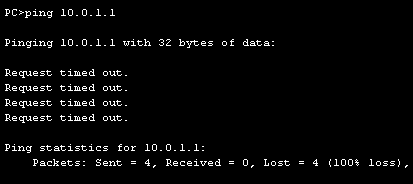 PC>ping 10.0.1.1
Pinging 10.0.1.1 with 32 bytes of data:
Request timed out.
Request timed out.
Request timed out.
Request timed out.
Ping statistics for 10.0.1.1:
Packets: Sent = 4, Received = 0, Lost = 4 (100% loss),